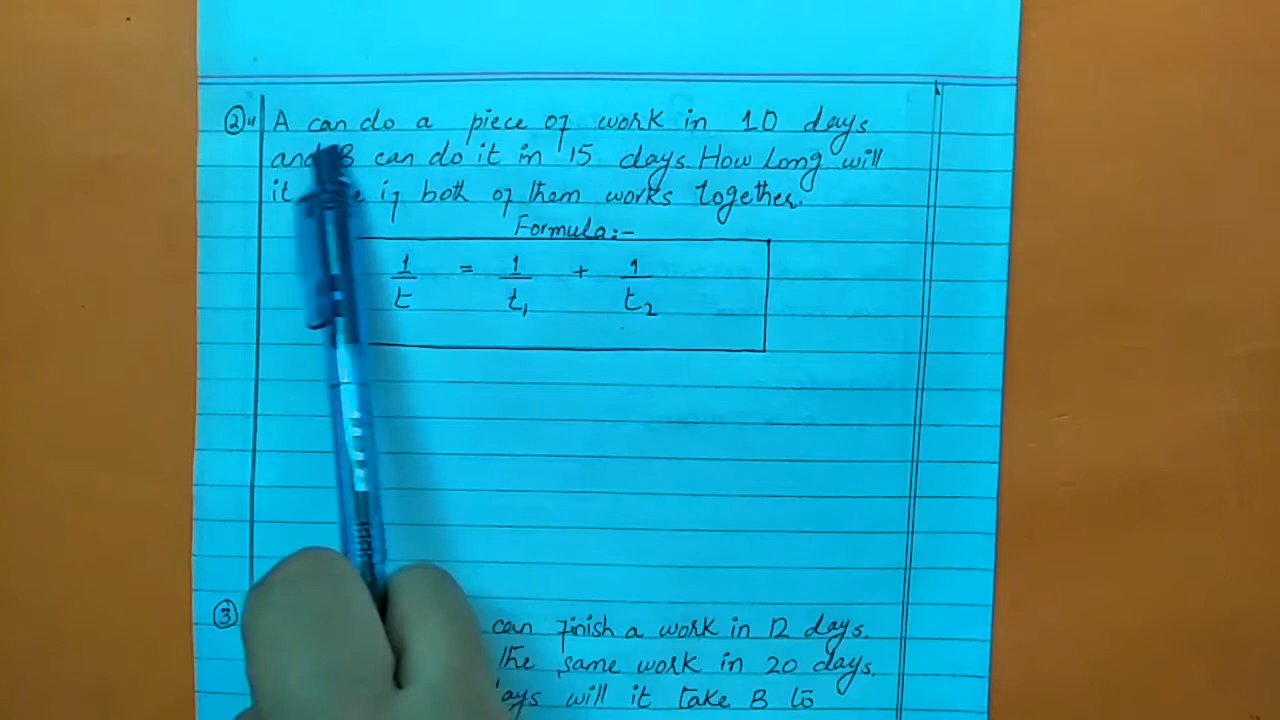 ② A can do a piece of work in 10 days
and B can do it in 15 days. How long will
it if both of them works together.
Formula:-
1/t = 1/t₁ + 1/t₂
③ can finish a work in 12 days.
the same work in 20 days.
will it take B to